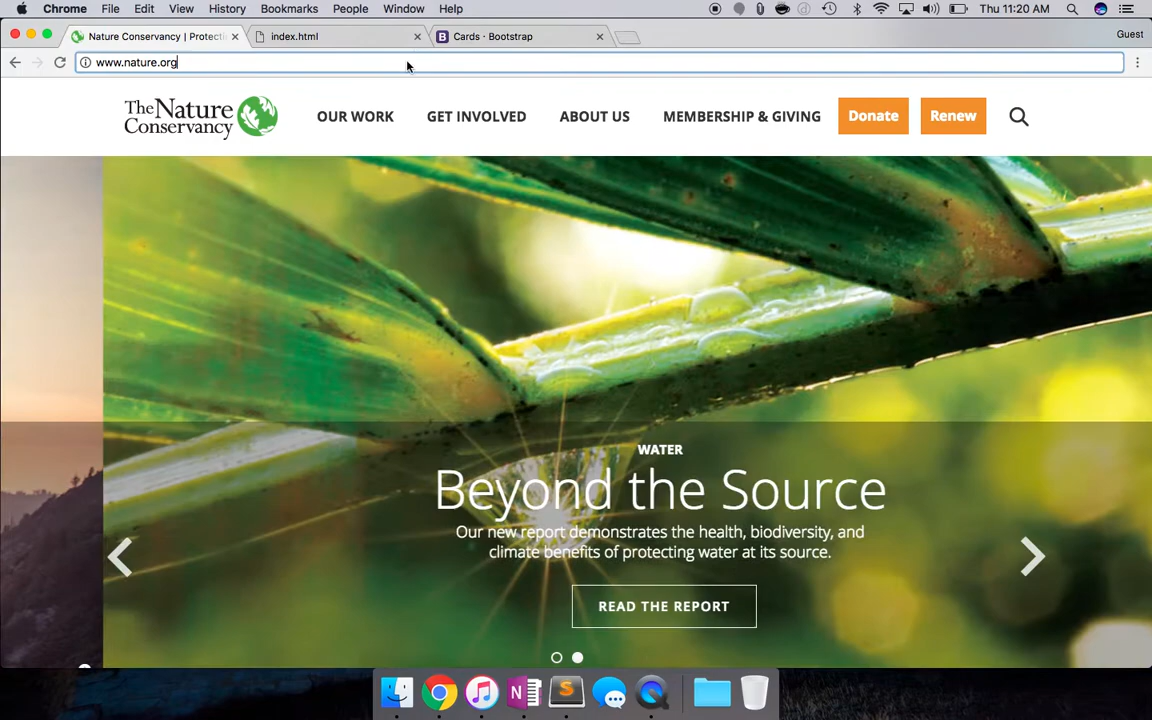 Chrome File Edit View History Bookmarks People Window Help Thu 11:20 AM
Nature Conservancy | Protecti index.html Cards · Bootstrap Guest
www.nature.org
The Nature
Conservancy
OUR WORK GET INVOLVED ABOUT US MEMBERSHIP & GIVING Donate Renew
WATER
Beyond the Source
Our new report demonstrates the health, biodiversity, and
climate benefits of protecting water at its source.
READ THE REPORT